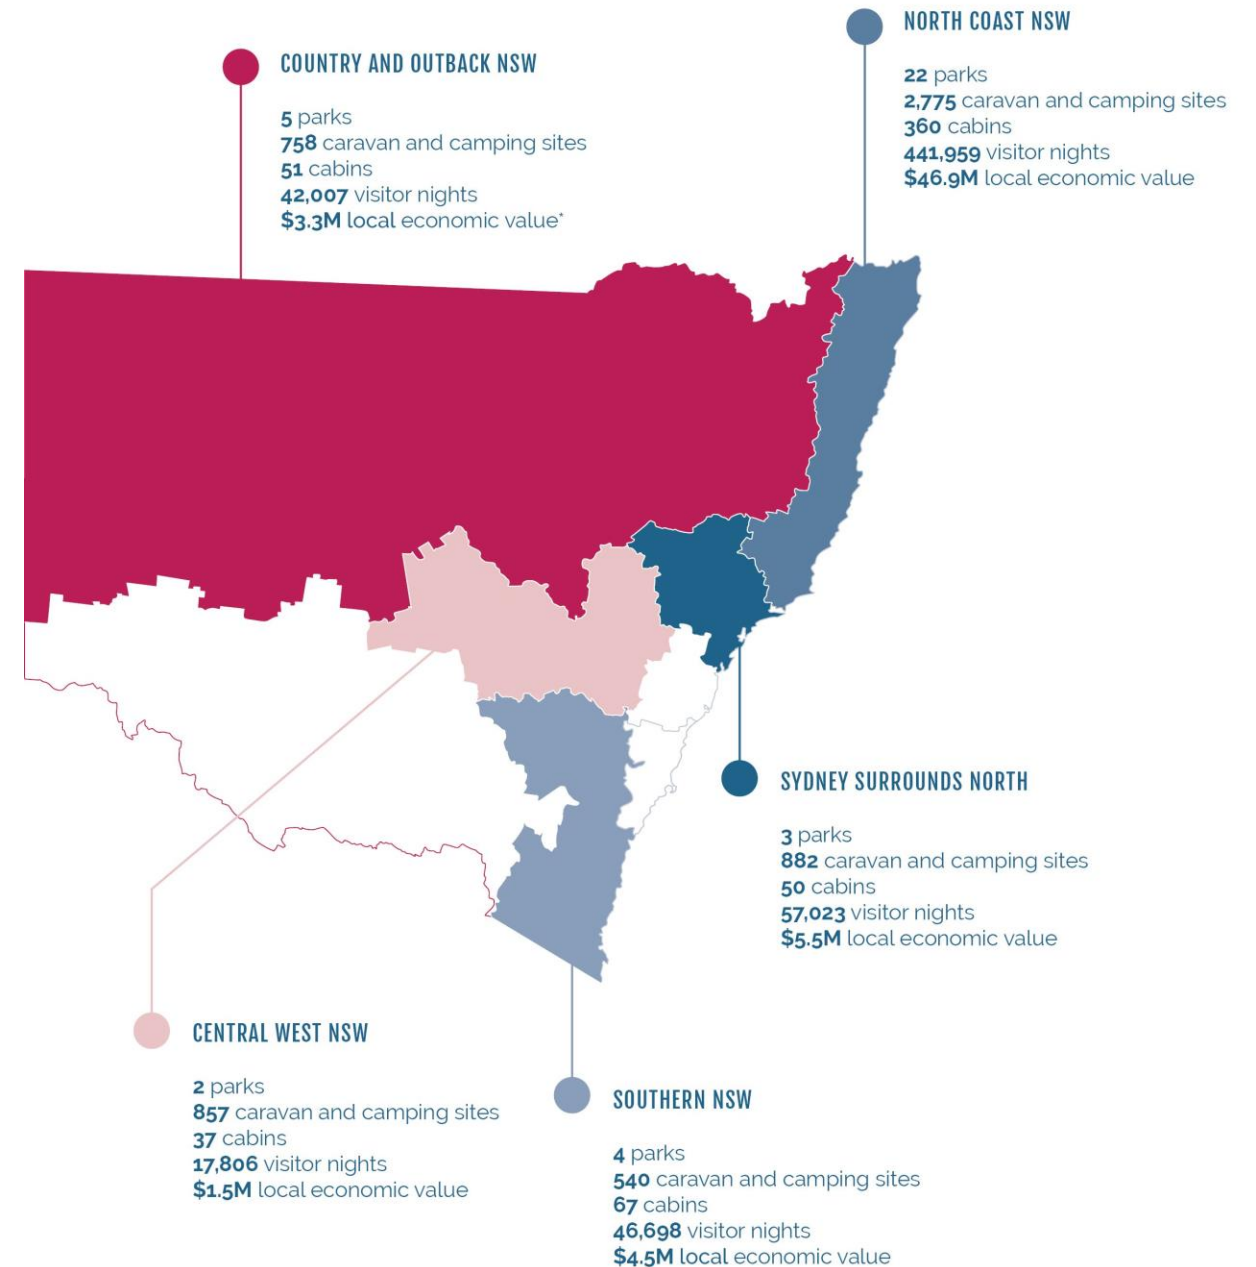 COUNTRY AND OUTBACK NSW
5 parks
758 caravan and camping sites
51 cabins
42,007 visitor nights
$3.3M local economic value*
NORTH COAST NSW
22 parks
2,775 caravan and camping sites
360 cabins
441,959 visitor nights
$46.9M local economic value
SYDNEY SURROUNDS NORTH
3 parks
882 caravan and camping sites
50 cabins
57,023 visitor nights
$5.5M local economic value
CENTRAL WEST NSW
2 parks
857 caravan and camping sites
37 cabins
17,806 visitor nights
$1.5M local economic value
SOUTHERN NSW
4 parks
540 caravan and camping sites
67 cabins
46,698 visitor nights
$4.5M local economic value